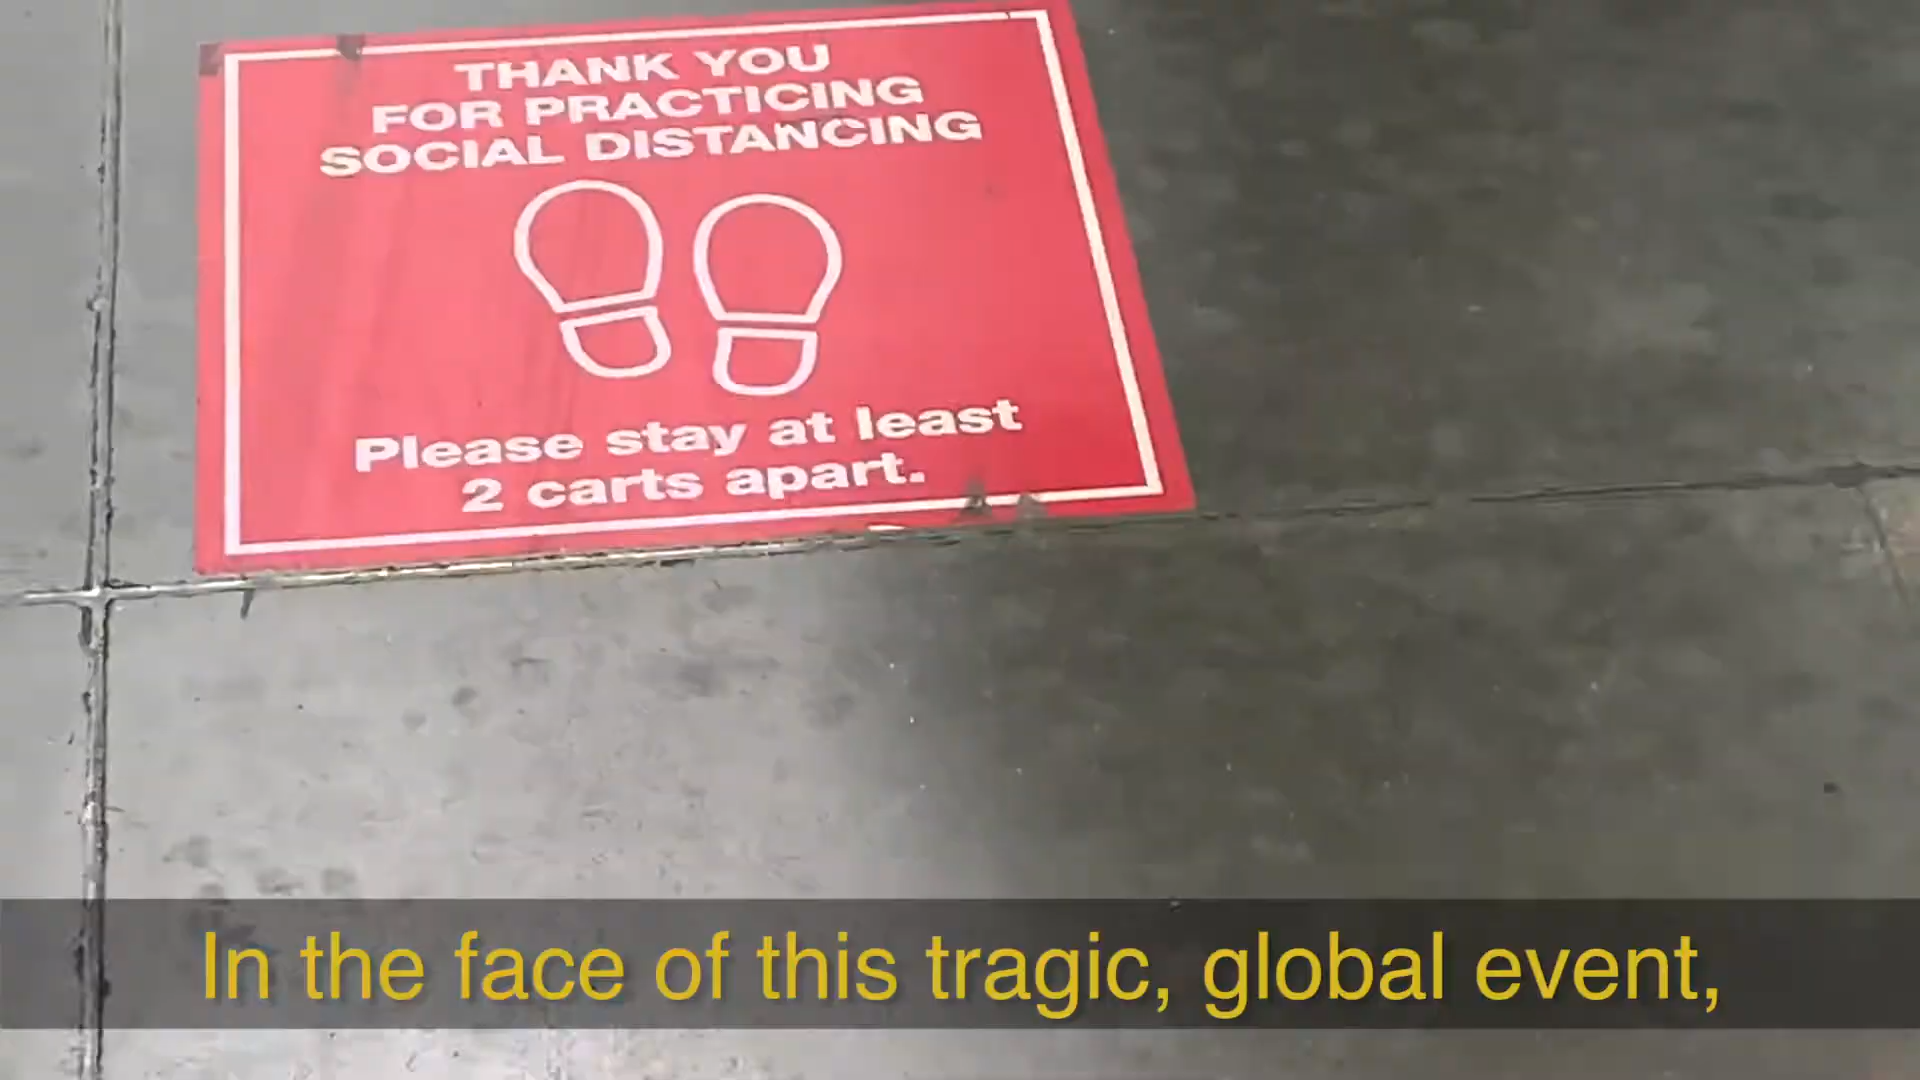 THANK YOU
FOR PRACTICING
SOCIAL DISTANCING
Please stay at least
2 carts apart.
In the face of this tragic, global event,